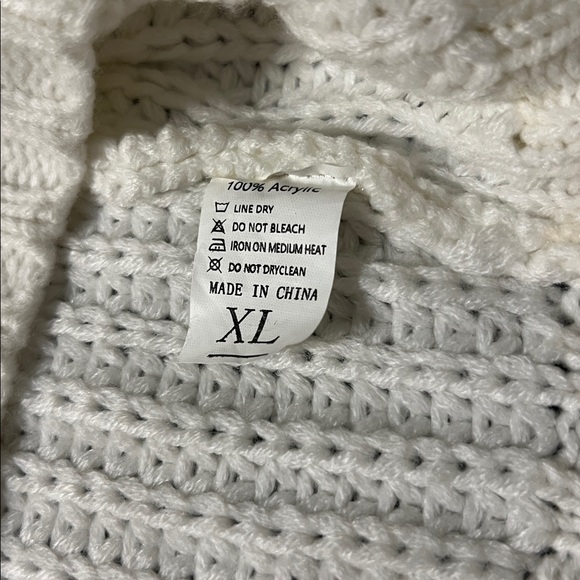 100% Acrylic
LINE DRY
DO NOT BLEACH
IRON ON MEDIUM HEAT
DO NOT DRYCLEAN
MADE IN CHINA
XL